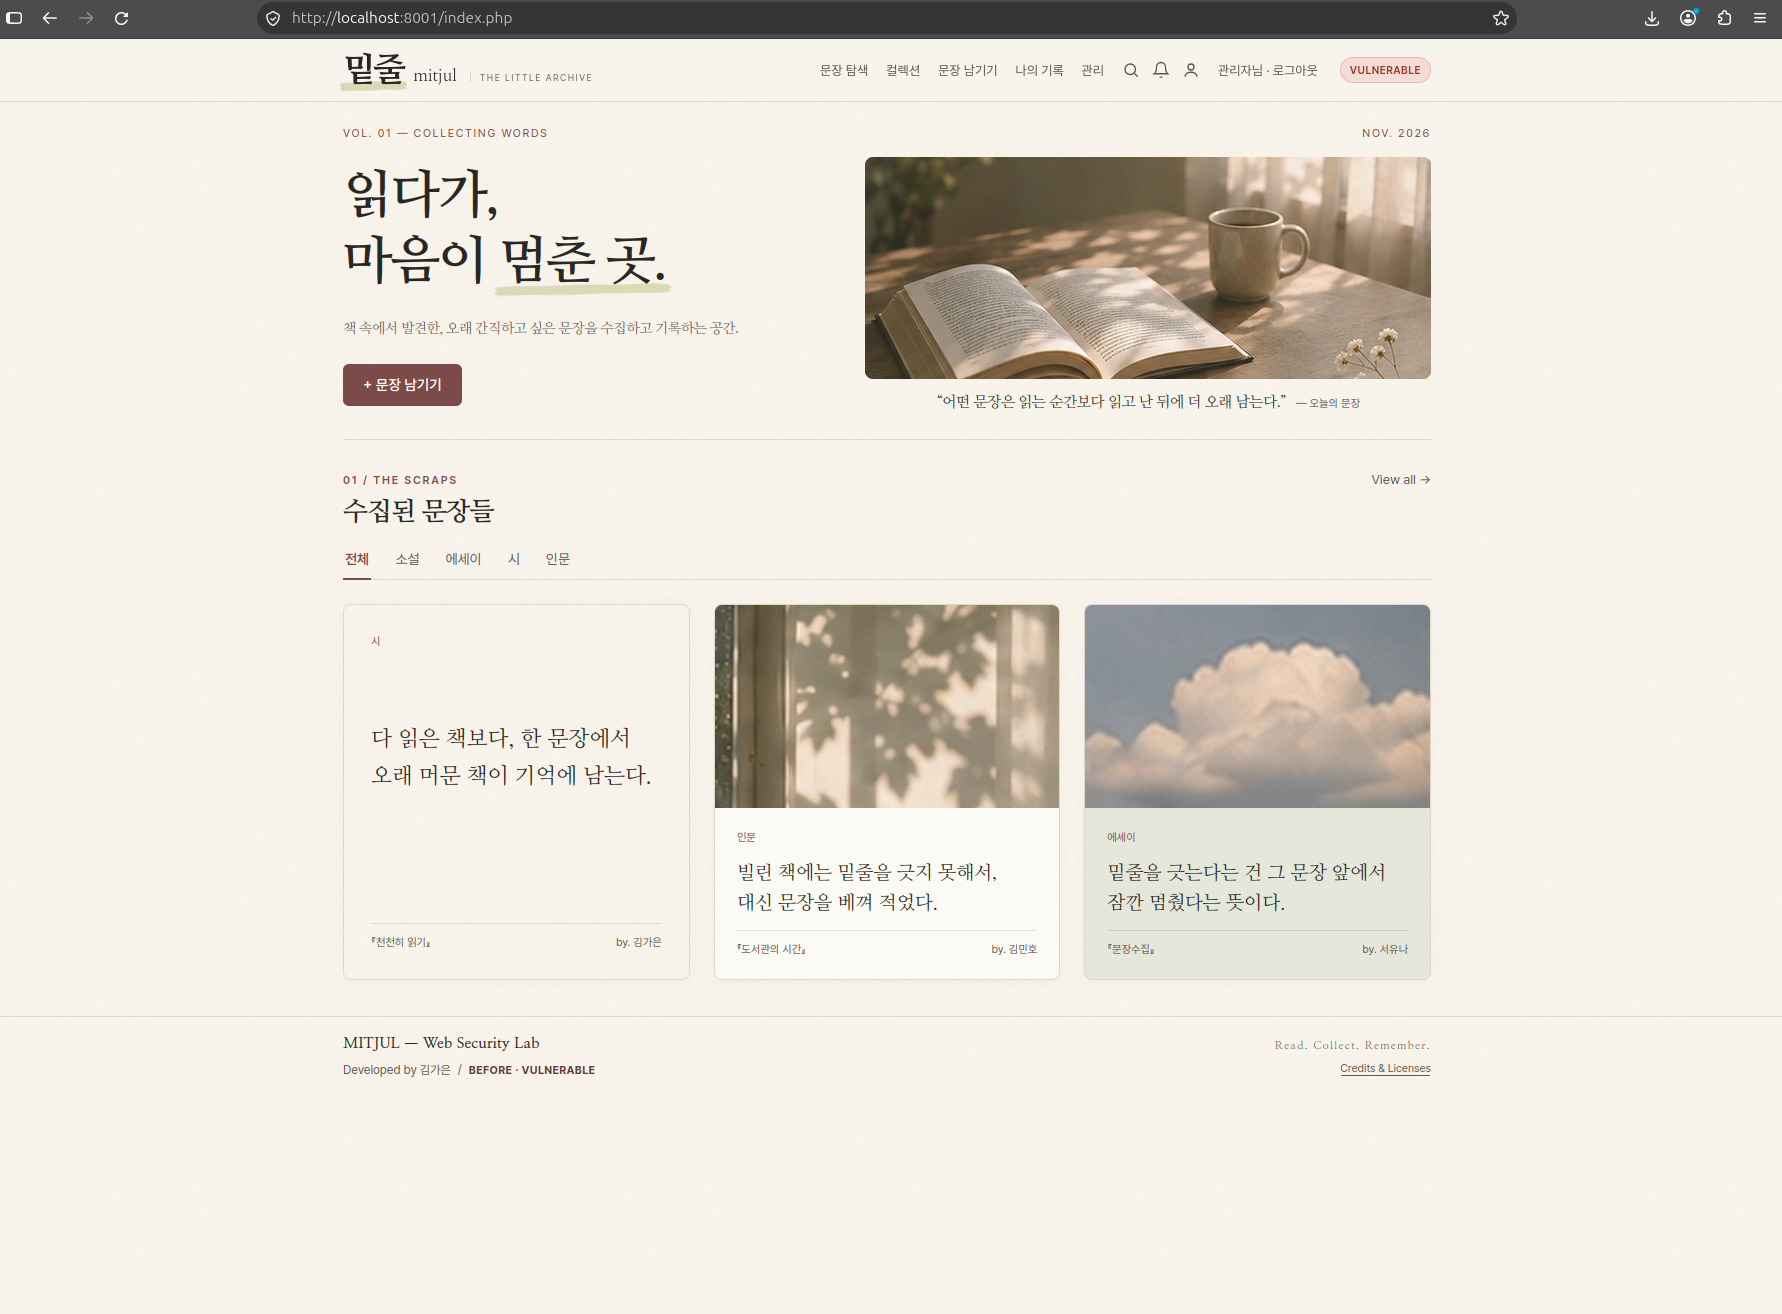 http://localhost:8001/index.php
밑줄 mitjul THE LITTLE ARCHIVE
문장 탐색 컬렉션 문장 남기기 나의 기록 관리 관리자님 · 로그아웃 VULNERABLE
VOL. 01 — COLLECTING WORDS
NOV. 2026
읽다가,
마음이 멈춘 곳.
책 속에서 발견한, 오래 간직하고 싶은 문장을 수집하고 기록하는 공간.
+ 문장 남기기
“어떤 문장은 읽는 순간보다 읽고 난 뒤에 더 오래 남는다.” — 오늘의 문장
01 / THE SCRAPS
View all →
수집된 문장들
전체 소설 에세이 시 인문
시
다 읽은 책보다, 한 문장에서
오래 머문 책이 기억에 남는다.
『천천히 읽기』 by. 김가은
인문
빌린 책에는 밑줄을 긋지 못해서,
대신 문장을 베껴 적었다.
『도서관의 시간』 by. 김민호
에세이
밑줄을 긋는다는 건 그 문장 앞에서
잠깐 멈췄다는 뜻이다.
『문장수집』 by. 서유나
MITJUL — Web Security Lab
Developed by 김가은 / BEFORE · VULNERABLE
Read. Collect. Remember.
Credits & Licenses